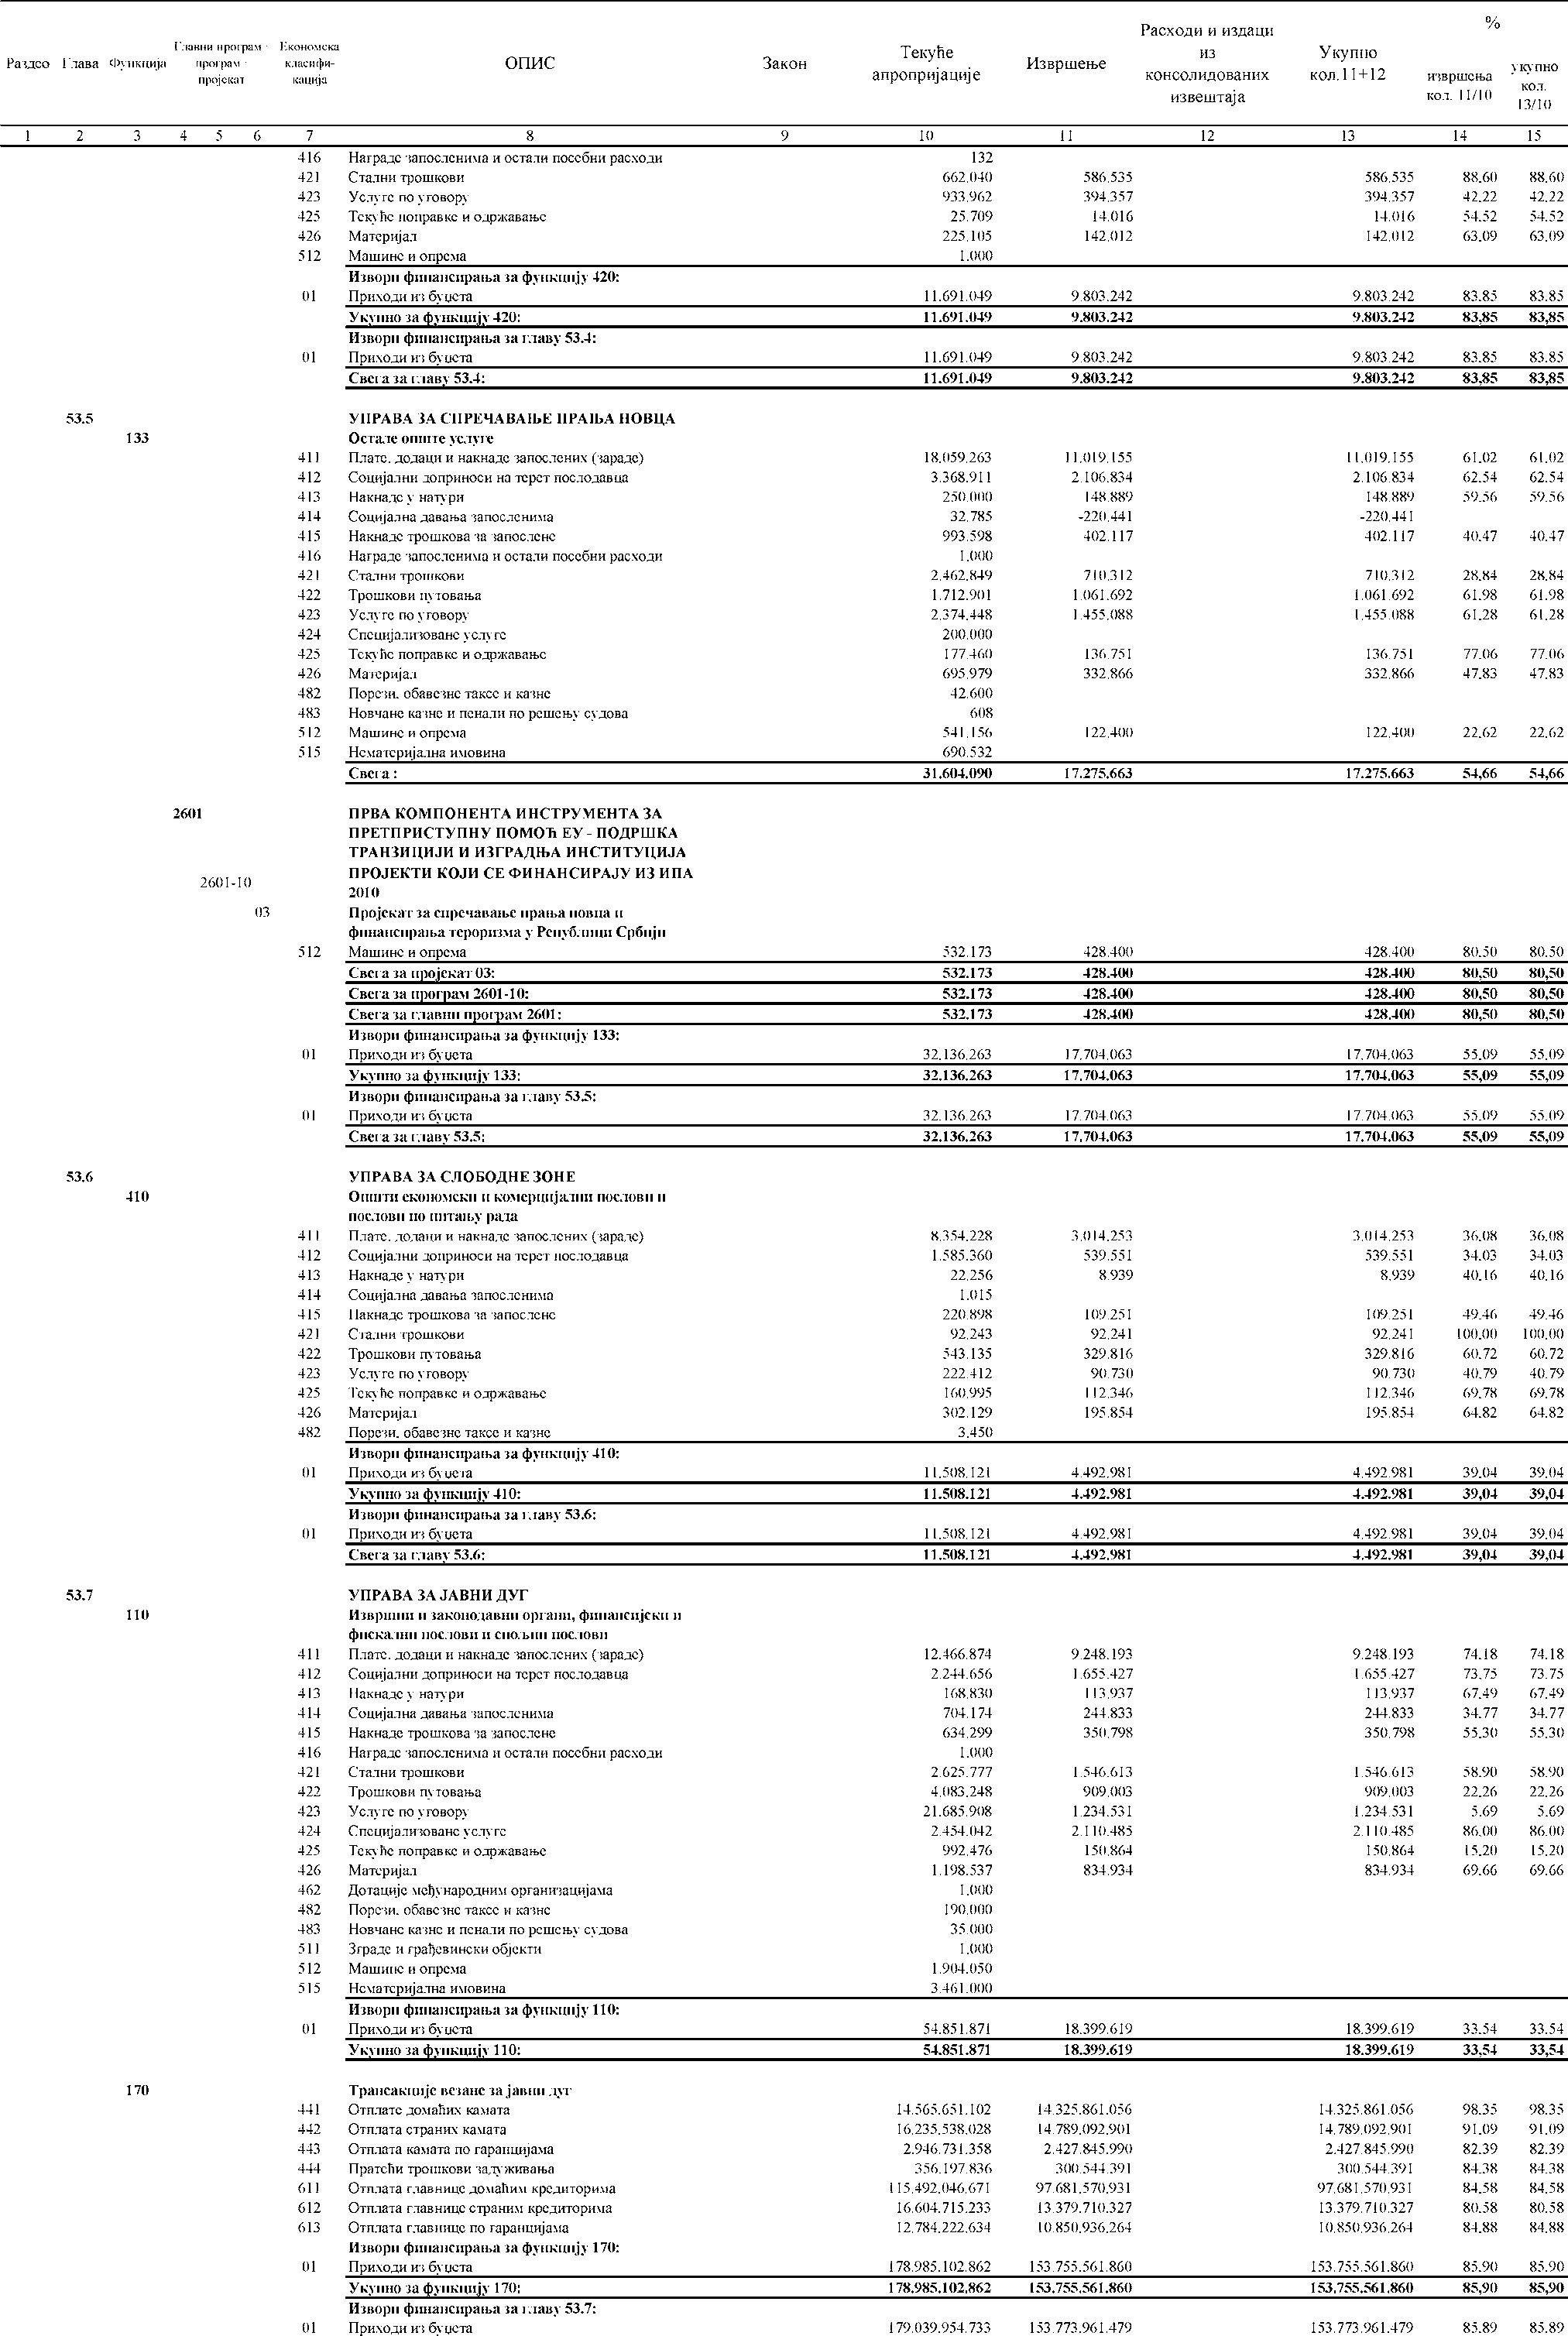 Раздео Глава Функција Главни програм - програм - пројекат Економска класифи- кација ОПИС Закон Текуће апропријације Извршење Расходи и издаци из консолидованих извештаја Укупно кол.11+12 % извршења кол. 11/10 укупно кол. 13/10
1 2 3 4 5 6 7 8 9 10 11 12 13 14 15
416 Награде запосленима и остали посебни расходи 132
421 Стални трошкови 662.040 586.535 586.535 88,60 88,60
423 Услуге по уговору 933.962 394.357 394.357 42,22 42,22
425 Текуће поправке и одржавање 25.709 14.016 14.016 54,52 54,52
426 Материјал 225.105 142.012 142.012 63,09 63,09
512 Машине и опрема 1.000
Извори финансирања за функцију 420:
01 Приходи из буџета 11.691.049 9.803.242 9.803.242 83,85 83,85
Укупно за функцију 420: 11.691.049 9.803.242 9.803.242 83,85 83,85
Извори финансирања за главу 53.4:
01 Приходи из буџета 11.691.049 9.803.242 9.803.242 83,85 83,85
Свега за главу 53.4: 11.691.049 9.803.242 9.803.242 83,85 83,85
53.5 УПРАВА ЗА СПРЕЧАВАЊЕ ПРАЊА НОВЦА
133 Остале опште услуге
411 Плате, додаци и накнаде запослених (зараде) 18.059.263 11.019.155 11.019.155 61,02 61,02
412 Социјални доприноси на терет послодавца 3.368.911 2.106.834 2.106.834 62,54 62,54
413 Накнаде у натури 250.000 148.889 148.889 59,56 59,56
414 Социјална давања запосленима 32.785 -220.441 -220.441
415 Накнаде трошкова за запослене 993.598 402.117 402.117 40,47 40,47
416 Награде запосленима и остали посебни расходи 1.000
421 Стални трошкови 2.462.849 710.312 710.312 28,84 28,84
422 Трошкови путовања 1.712.901 1.061.692 1.061.692 61,98 61,98
423 Услуге по уговору 2.374.448 1.455.088 1.455.088 61,28 61,28
424 Специјализоване услуге 200.000
425 Текуће поправке и одржавање 177.460 136.751 136.751 77,06 77,06
426 Материјал 695.979 332.866 332.866 47,83 47,83
482 Порези, обавезне таксе и казне 42.600
483 Новчане казне и пенали по решењу судова 608
512 Машине и опрема 541.156 122.400 122.400 22,62 22,62
515 Нематеријална имовина 690.532
Свега : 31.604.090 17.275.663 17.275.663 54,66 54,66
2601 ПРВА КОМПОНЕНТА ИНСТРУМЕНТА ЗА
ПРЕТПРИСТУПНУ ПОМОЋ ЕУ - ПОДРШКА
ТРАНЗИЦИЈИ И ИЗГРАДЊА ИНСТИТУЦИЈА
2601-10 ПРОЈЕКТИ КОЈИ СЕ ФИНАНСИРАЈУ ИЗ ИПА
2010
03 Пројекат за спречавање прања новца и
финансирања тероризма у Републици Србији
512 Машине и опрема 532.173 428.400 428.400 80,50 80,50
Свега за пројекат 03: 532.173 428.400 428.400 80,50 80,50
Свега за програм 2601-10: 532.173 428.400 428.400 80,50 80,50
Свега за главни програм 2601: 532.173 428.400 428.400 80,50 80,50
Извори финансирања за функцију 133:
01 Приходи из буџета 32.136.263 17.704.063 17.704.063 55,09 55,09
Укупно за функцију 133: 32.136.263 17.704.063 17.704.063 55,09 55,09
Извори финансирања за главу 53.5:
01 Приходи из буџета 32.136.263 17.704.063 17.704.063 55,09 55,09
Свега за главу 53.5: 32.136.263 17.704.063 17.704.063 55,09 55,09
53.6 УПРАВА ЗА СЛОБОДНЕ ЗОНЕ
410 Општи економски и комерцијални послови и
послови по питању рада
411 Плате, додаци и накнаде запослених (зараде) 8.354.228 3.014.253 3.014.253 36,08 36,08
412 Социјални доприноси на терет послодавца 1.585.360 539.551 539.551 34,03 34,03
413 Накнаде у натури 22.256 8.939 8.939 40,16 40,16
414 Социјална давања запосленима 1.015
415 Накнаде трошкова за запослене 220.898 109.251 109.251 49,46 49,46
421 Стални трошкови 92.243 92.241 92.241 100,00 100,00
422 Трошкови путовања 543.135 329.816 329.816 60,72 60,72
423 Услуге по уговору 222.412 90.730 90.730 40,79 40,79
425 Текуће поправке и одржавање 160.995 112.346 112.346 69,78 69,78
426 Материјал 302.129 195.854 195.854 64,82 64,82
482 Порези, обавезне таксе и казне 3.450
Извори финансирања за функцију 410:
01 Приходи из буџета 11.508.121 4.492.981 4.492.981 39,04 39,04
Укупно за функцију 410: 11.508.121 4.492.981 4.492.981 39,04 39,04
Извори финансирања за главу 53.6:
01 Приходи из буџета 11.508.121 4.492.981 4.492.981 39,04 39,04
Свега за главу 53.6: 11.508.121 4.492.981 4.492.981 39,04 39,04
53.7 УПРАВА ЗА ЈАВНИ ДУГ
110 Извршни и законодавни органи, финансијски и
фискални послови и спољни послови
411 Плате, додаци и накнаде запослених (зараде) 12.466.874 9.248.193 9.248.193 74,18 74,18
412 Социјални доприноси на терет послодавца 2.244.656 1.655.427 1.655.427 73,75 73,75
413 Накнаде у натури 168.830 113.937 113.937 67,49 67,49
414 Социјална давања запосленима 704.174 244.833 244.833 34,77 34,77
415 Накнаде трошкова за запослене 634.299 350.798 350.798 55,30 55,30
416 Награде запосленима и остали посебни расходи 1.000
421 Стални трошкови 2.625.777 1.546.613 1.546.613 58,90 58,90
422 Трошкови путовања 4.083.248 909.003 909.003 22,26 22,26
423 Услуге по уговору 21.685.908 1.234.531 1.234.531 5,69 5,69
424 Специјализоване услуге 2.454.042 2.110.485 2.110.485 86,00 86,00
425 Текуће поправке и одржавање 992.476 150.864 150.864 15,20 15,20
426 Материјал 1.198.537 834.934 834.934 69,66 69,66
462 Дотације међународним организацијама 1.000
482 Порези, обавезне таксе и казне 190.000
483 Новчане казне и пенали по решењу судова 35.000
511 Зграде и грађевински објекти 1.000
512 Машине и опрема 1.904.050
515 Нематеријална имовина 3.461.000
Извори финансирања за функцију 110:
01 Приходи из буџета 54.851.871 18.399.619 18.399.619 33,54 33,54
Укупно за функцију 110: 54.851.871 18.399.619 18.399.619 33,54 33,54
170 Трансакције везане за јавни дуг
441 Отплате домаћих камата 14.565.651.102 14.325.861.056 14.325.861.056 98,35 98,35
442 Отплата страних камата 16.235.538.028 14.789.092.901 14.789.092.901 91,09 91,09
443 Отплата камата по гаранцијама 2.946.731.358 2.427.845.990 2.427.845.990 82,39 82,39
444 Пратећи трошкови задуживања 356.197.836 300.544.391 300.544.391 84,38 84,38
611 Отплата главнице домаћим кредиторима 115.492.046.671 97.681.570.931 97.681.570.931 84,58 84,58
612 Отплата главнице страним кредиторима 16.604.715.233 13.379.710.327 13.379.710.327 80,58 80,58
613 Отплата главнице по гаранцијама 12.784.222.634 10.850.936.264 10.850.936.264 84,88 84,88
Извори финансирања за функцију 170:
01 Приходи из буџета 178.985.102.862 153.755.561.860 153.755.561.860 85,90 85,90
Укупно за функцију 170: 178.985.102.862 153.755.561.860 153.755.561.860 85,90 85,90
Извори финансирања за главу 53.7:
01 Приходи из буџета 179.039.954.733 153.773.961.479 153.773.961.479 85,89 85,89